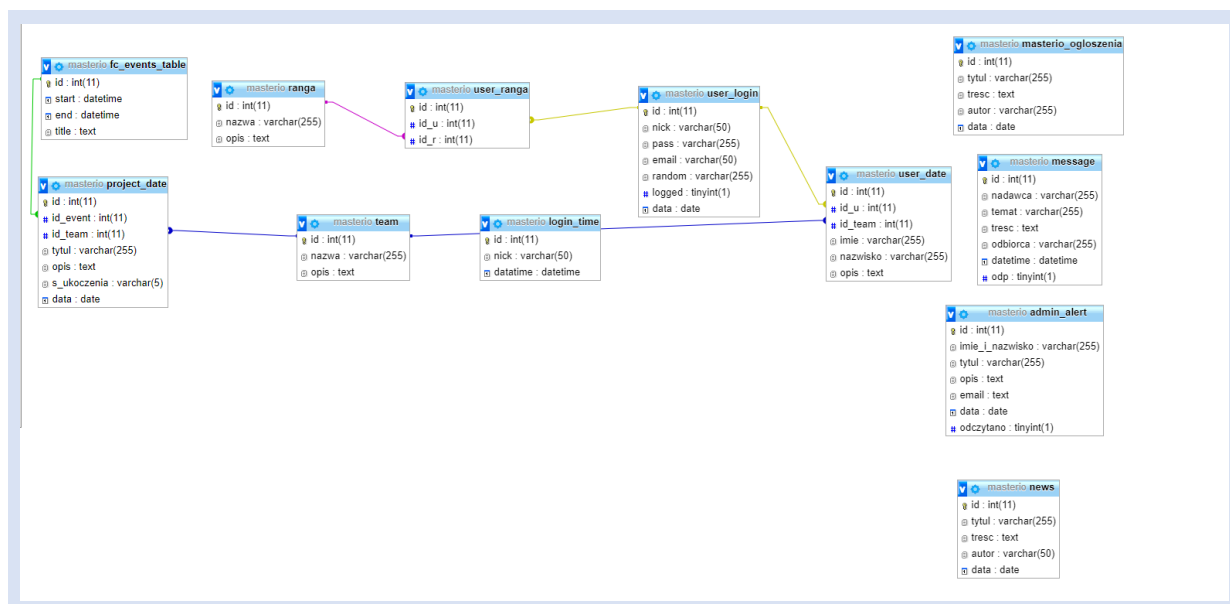 masterio fc_events_table
id : int(11)
start : datetime
end : datetime
title : text
masterio ranga
id : int(11)
nazwa : varchar(255)
opis : text
masterio user_ranga
id : int(11)
id_u : int(11)
id_r : int(11)
masterio user_login
id : int(11)
nick : varchar(50)
pass : varchar(255)
email : varchar(50)
random : varchar(255)
logged : tinyint(1)
data : date
masterio masterio_ogloszenia
id : int(11)
tytul : varchar(255)
tresc : text
autor : varchar(255)
data : date
masterio project_date
id : int(11)
id_event : int(11)
id_team : int(11)
tytul : varchar(255)
opis : text
s_ukoczenia : varchar(5)
data : date
masterio team
id : int(11)
nazwa : varchar(255)
opis : text
masterio login_time
id : int(11)
nick : varchar(50)
datatime : datetime
masterio user_date
id : int(11)
id_u : int(11)
id_team : int(11)
imie : varchar(255)
nazwisko : varchar(255)
opis : text
masterio message
id : int(11)
nadawca : varchar(255)
temat : varchar(255)
tresc : text
odbiorca : varchar(255)
datetime : datetime
odp : tinyint(1)
masterio admin_alert
id : int(11)
imie_i_nazwisko : varchar(255)
tytul : varchar(255)
opis : text
email : text
data : date
odczytano : tinyint(1)
masterio news
id : int(11)
tytul : varchar(255)
tresc : text
autor : varchar(50)
data : date